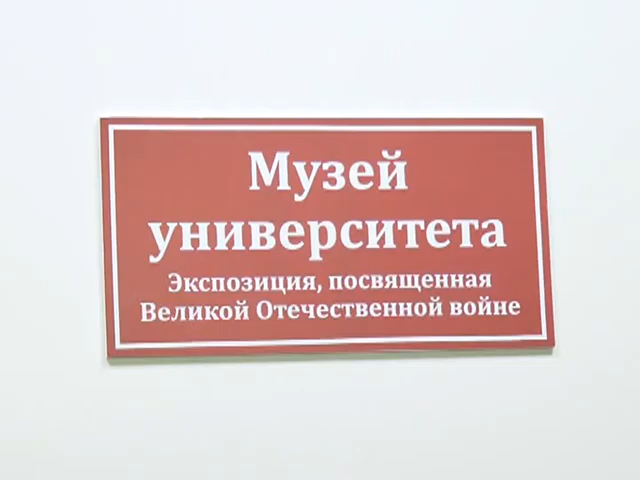 Музей
университета
Экспозиция, посвященная
Великой Отечественной войне